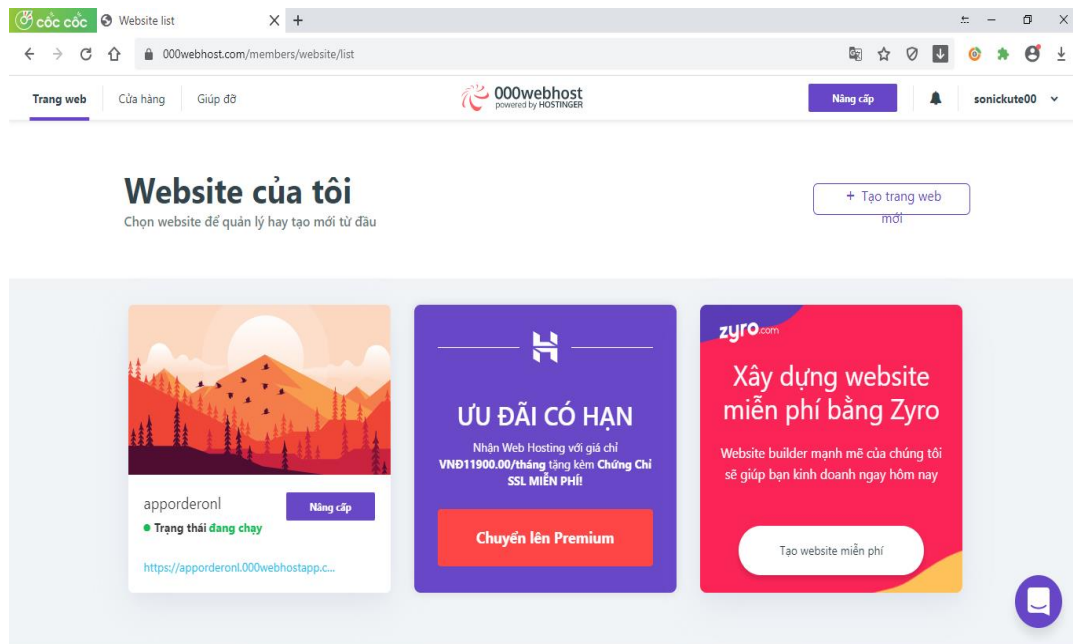 cốc cốc
Website list
000webhost.com/members/website/list
Trang web
Cửa hàng
Giúp đỡ
000webhost
powered by HOSTINGER
Nâng cấp
sonickute00
Website của tôi
Chọn website để quản lý hay tạo mới từ đầu
+ Tạo trang web
mới
apporderonl
Nâng cấp
Trạng thái đang chạy
https://apporderonl.000webhostapp.c...
ƯU ĐÃI CÓ HẠN
Nhận Web Hosting với giá chỉ
VNĐ11900.00/tháng tặng kèm Chứng Chỉ
SSL MIỄN PHÍ!
Chuyển lên Premium
zyro.com
Xây dựng website
miễn phí bằng Zyro
Website builder mạnh mẽ của chúng tôi
sẽ giúp bạn kinh doanh ngay hôm nay
Tạo website miễn phí